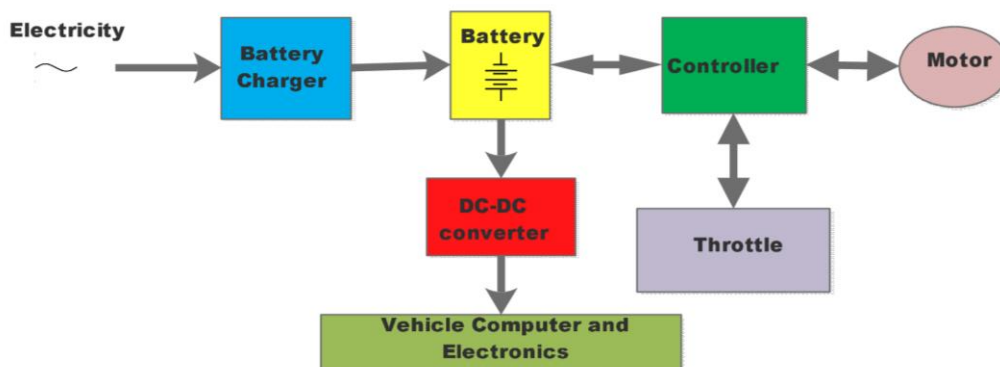 Electricity
Battery
Charger
Battery
Controller
Motor
DC-DC
converter
Throttle
Vehicle Computer and
Electronics